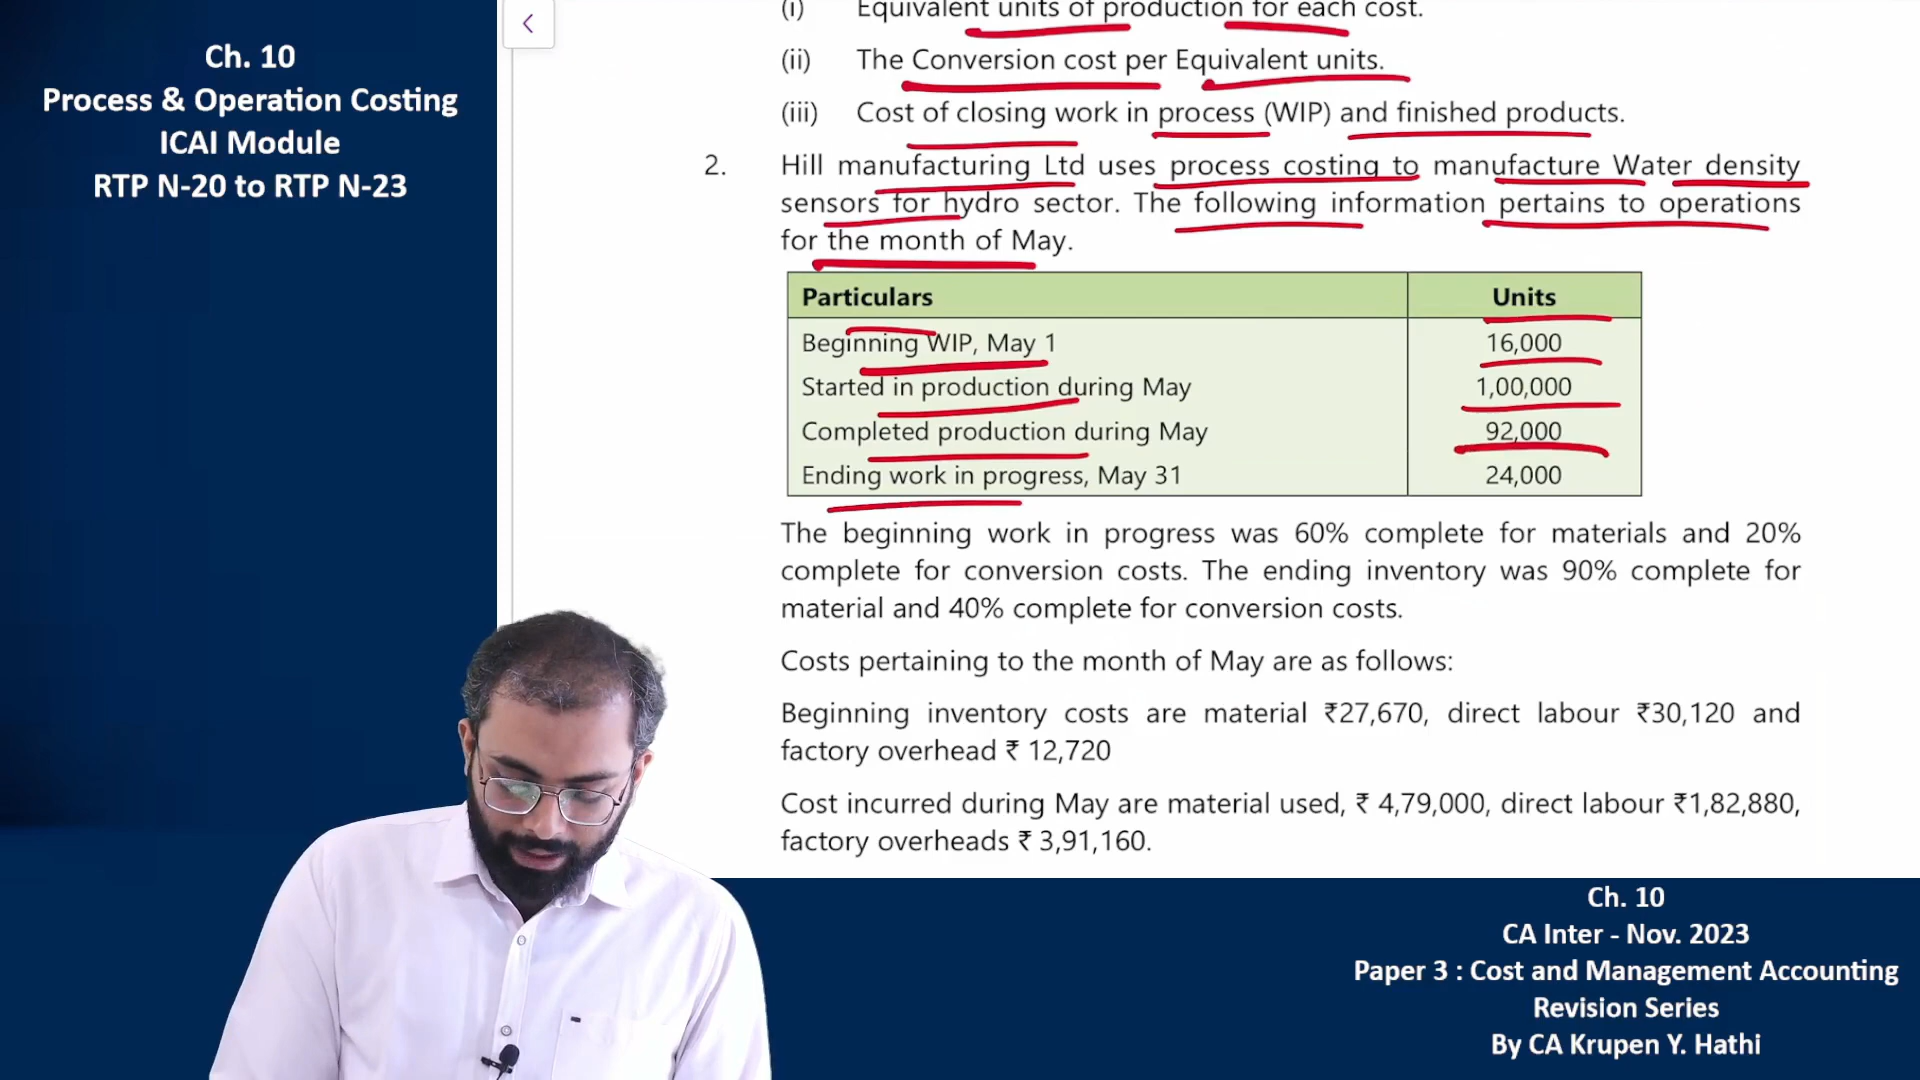 Ch. 10
Process & Operation Costing
ICAI Module
RTP N-20 to RTP N-23
(i) Equivalent units of production for each cost.
(ii) The Conversion cost per Equivalent units.
(iii) Cost of closing work in process (WIP) and finished products.
2. Hill manufacturing Ltd uses process costing to manufacture Water density
sensors for hydro sector. The following information pertains to operations
for the month of May.
Particulars Units
Beginning WIP, May 1 16,000
Started in production during May 1,00,000
Completed production during May 92,000
Ending work in progress, May 31 24,000
The beginning work in progress was 60% complete for materials and 20%
complete for conversion costs. The ending inventory was 90% complete for
material and 40% complete for conversion costs.
Costs pertaining to the month of May are as follows:
Beginning inventory costs are material ₹27,670, direct labour ₹30,120 and
factory overhead ₹ 12,720
Cost incurred during May are material used, ₹ 4,79,000, direct labour ₹1,82,880,
factory overheads ₹ 3,91,160.
Ch. 10
CA Inter - Nov. 2023
Paper 3 : Cost and Management Accounting
Revision Series
By CA Krupen Y. Hathi